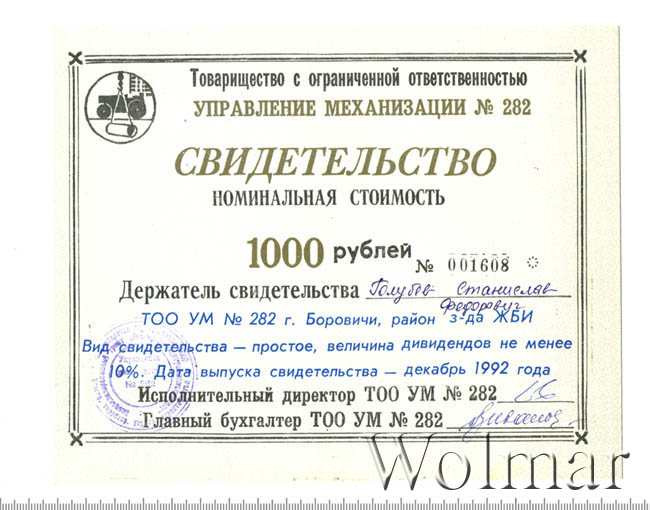 Товарищество с ограниченной ответственностью
УПРАВЛЕНИЕ МЕХАНИЗАЦИИ № 282
СВИДЕТЕЛЬСТВО
НОМИНАЛЬНАЯ СТОИМОСТЬ
1000 рублей № 001608
Держатель свидетельства Голубев Станислав
Федорович
ТОО УМ № 282 г. Боровичи, район з-да ЖБИ
Вид свидетельства — простое, величина дивидендов не менее
10%. Дата выпуска свидетельства — декабрь 1992 года
Исполнительный директор ТОО УМ № 282
Главный бухгалтер ТОО УМ № 282
Wolmar